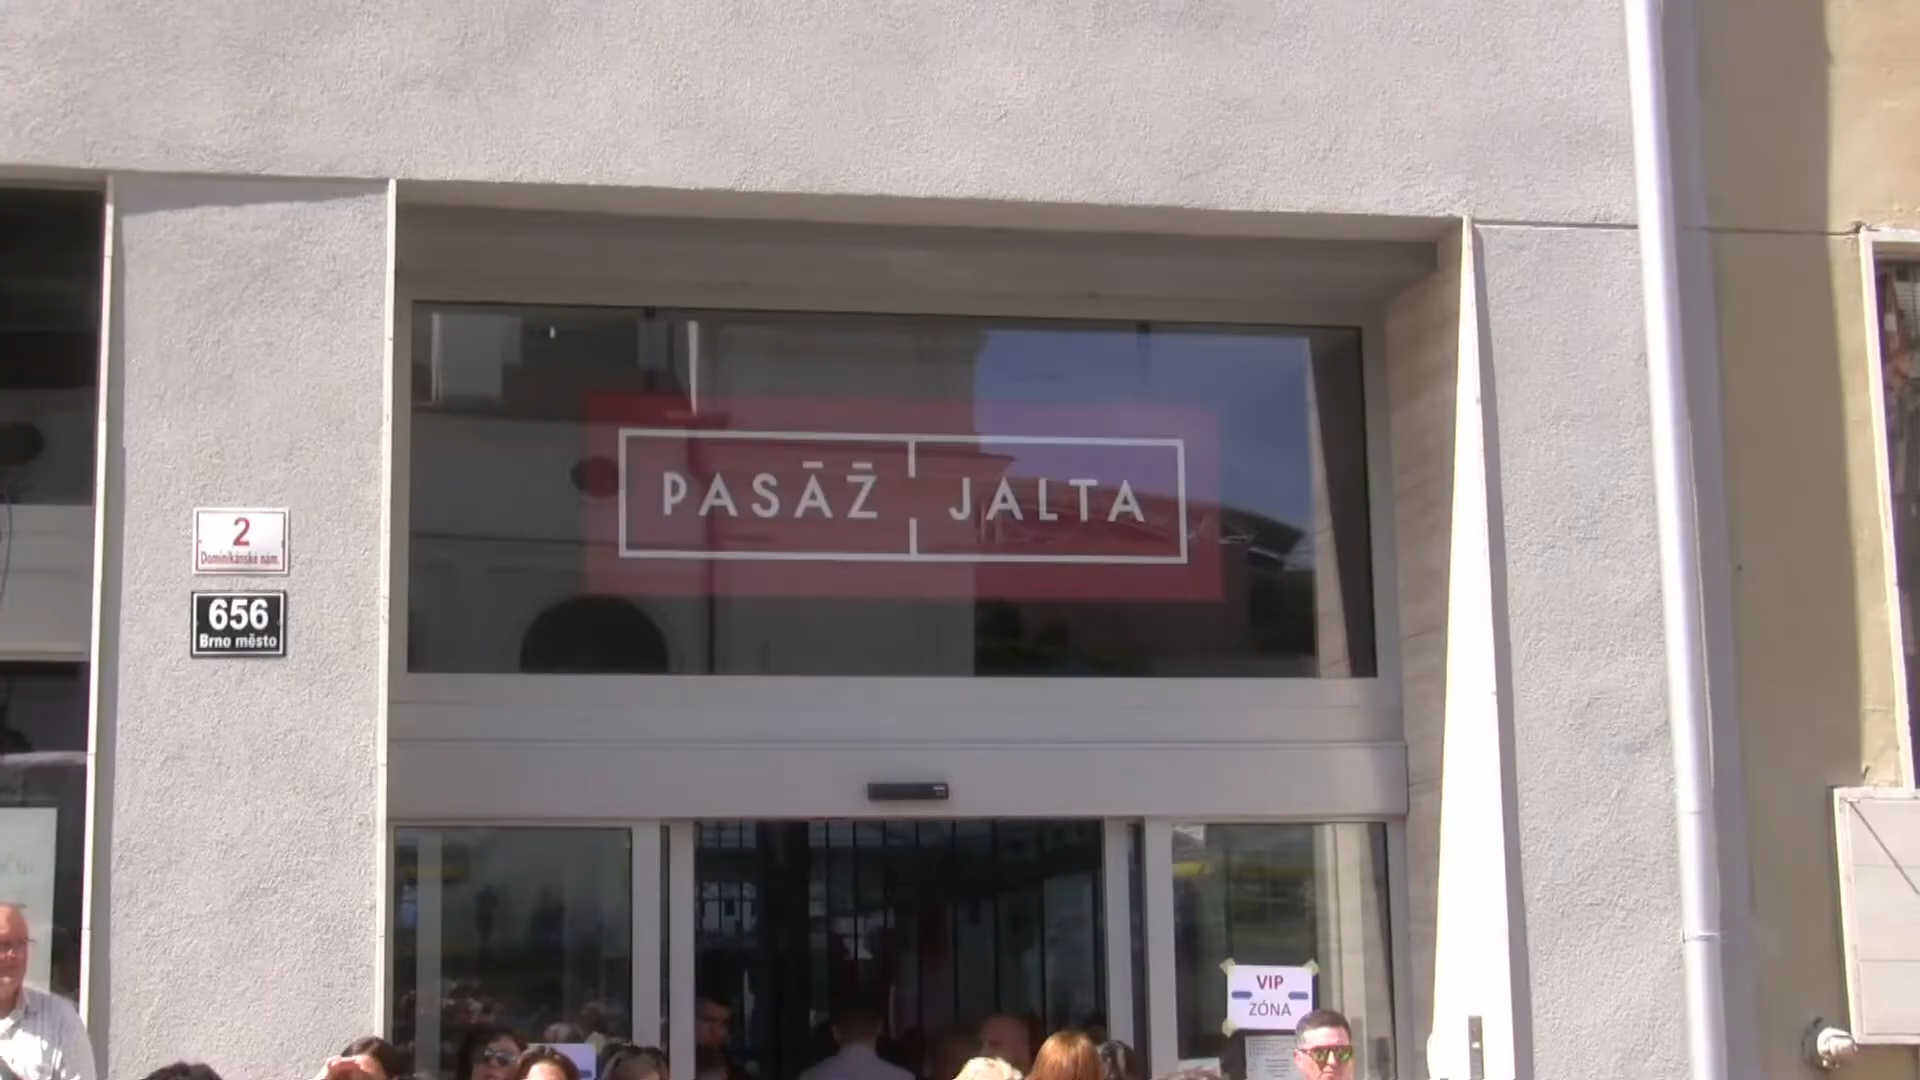 PASĀŽ JALTA
2
Dominikánské nám.
656
Brno město
VIP
ZÓNA